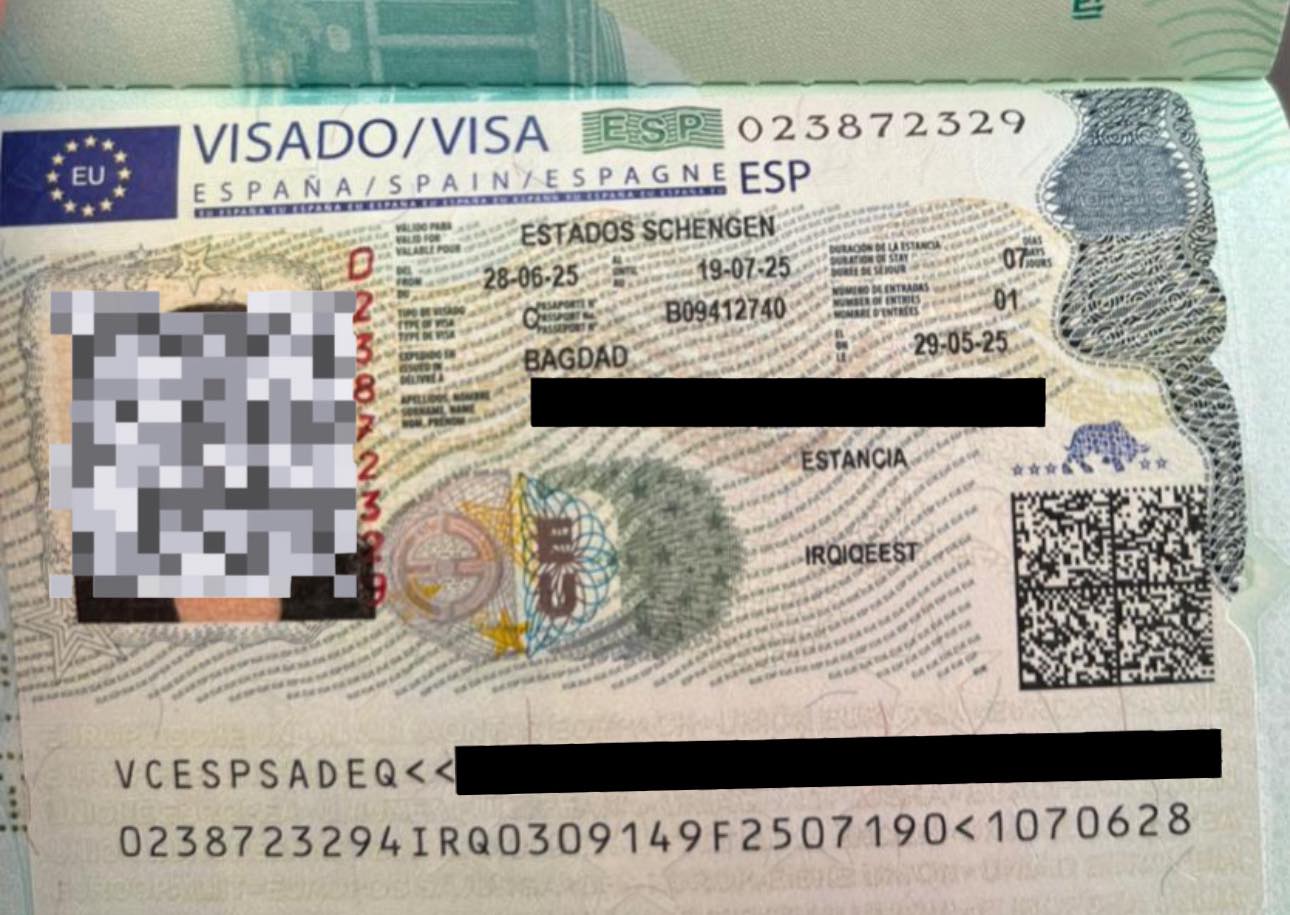 EU
VISADO/VISA ESP 023872329
ESPAÑA/SPAIN/ESPAGNE ESP
VÁLIDO PARA
VALID FOR
VALABLE POUR
ESTADOS SCHENGEN
DEL
FROM
DU
28-06-25
AL
UNTIL
AU
19-07-25
DURACIÓN DE LA ESTANCIA
DURATION OF STAY
DURÉE DE SÉJOUR
07
DÍAS
DAYS
JOURS
TIPO DE VISADO
TYPE OF VISA
TYPE DE VISA
C
PASAPORTE Nº
PASSPORT No.
PASSEPORT Nº
B09412740
NÚMERO DE ENTRADAS
NUMBER OF ENTRIES
NOMBRE D'ENTRÉES
01
EXPEDIDO EN
ISSUED IN
DÉLIVRÉ À
BAGDAD
EL
ON
LE
29-05-25
APELLIDOS, NOMBRE
SURNAME, NAME
NOM, PRÉNOM
ESTANCIA
IRQIQEEST
023872329
VCESPSADEQ<<
0238723294IRQ0309149F2507190<1070628